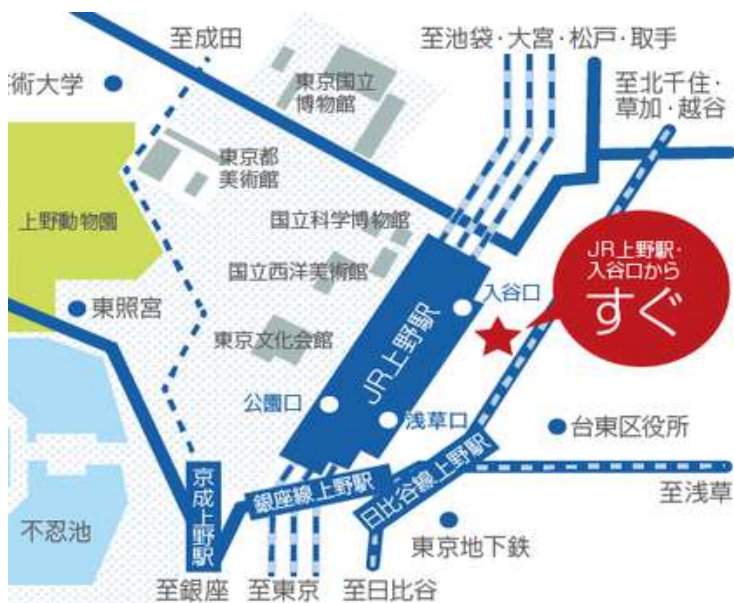 至成田
至池袋・大宮・松戸・取手
術大学
東京国立
博物館
至北千住・
草加・越谷
東京都
美術館
上野動物園
国立科学博物館
JR上野駅・
入谷口から
すぐ
国立西洋美術館
入谷口
東照宮
東京文化会館
JR上野駅
公園口
浅草口
台東区役所
京成上野駅
銀座線上野駅
日比谷線上野駅
至浅草
不忍池
東京地下鉄
至銀座
至東京
至日比谷